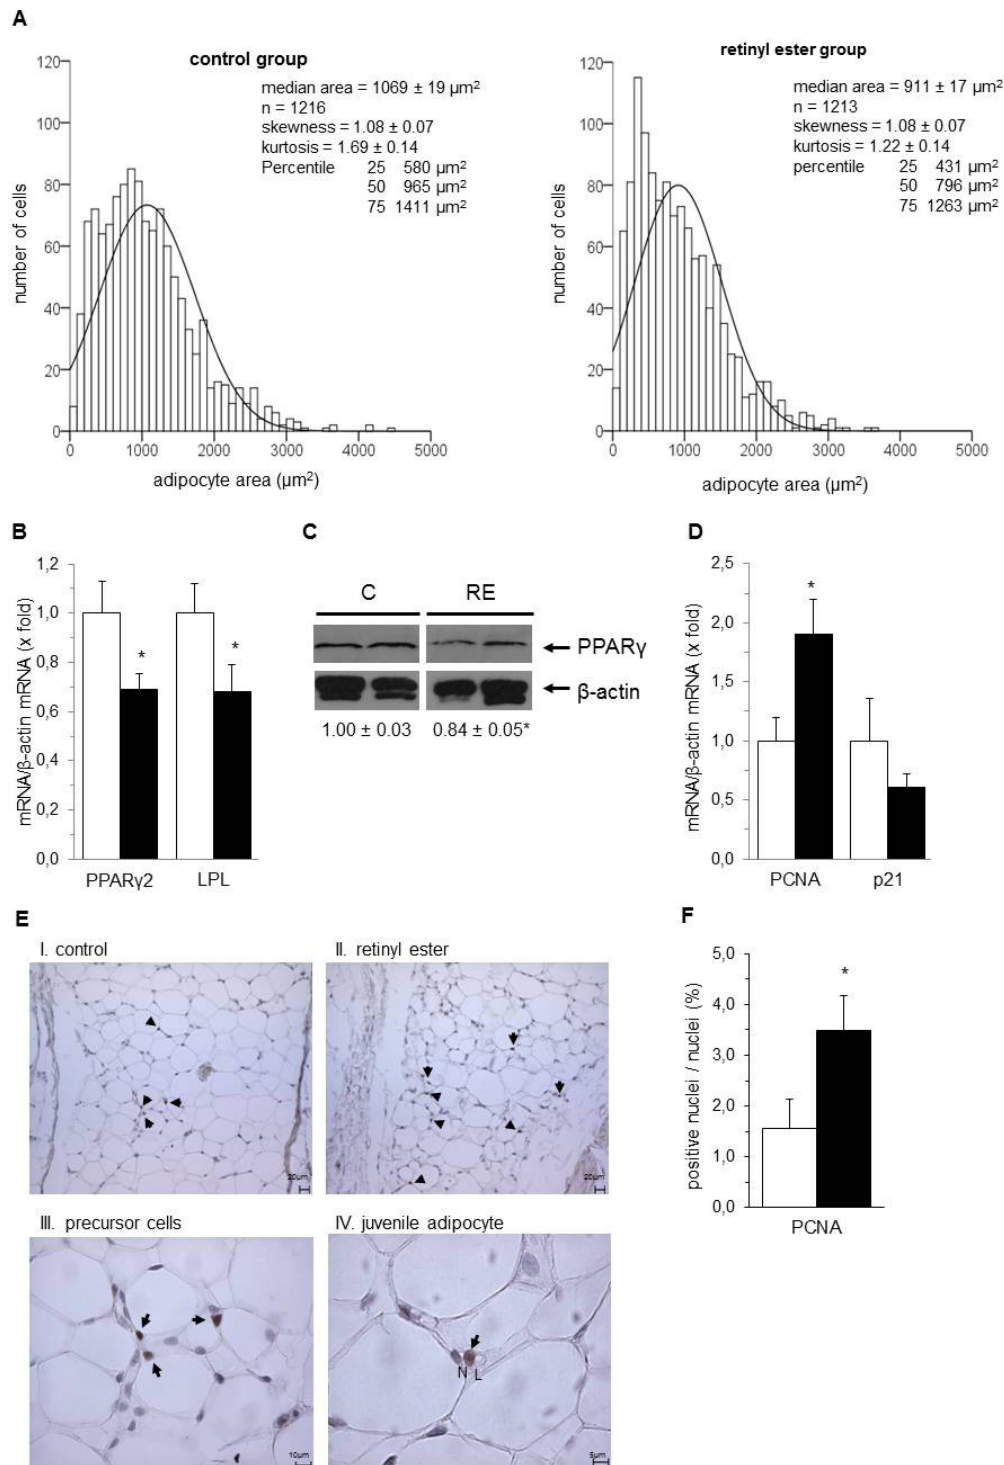 A
control group
median area = 1069 ± 19 µm²
n = 1216
skewness = 1.08 ± 0.07
kurtosis = 1.69 ± 0.14
Percentile 25 580 µm²
50 965 µm²
75 1411 µm²
number of cells
120
100
80
60
40
20
0
0 1000 2000 3000 4000 5000
adipocyte area (µm²)
retinyl ester group
median area = 911 ± 17 µm²
n = 1213
skewness = 1.08 ± 0.07
kurtosis = 1.22 ± 0.14
percentile 25 431 µm²
50 796 µm²
75 1263 µm²
number of cells
120
100
80
60
40
20
0
0 1000 2000 3000 4000 5000
adipocyte area (µm²)
B
mRNA/β-actin mRNA (x fold)
1,2
1,0
0,8
0,6
0,4
0,2
0,0
* *
PPARγ2 LPL
C
C RE
PPARγ
β-actin
1.00 ± 0.03 0.84 ± 0.05*
D
mRNA/β-actin mRNA (x fold)
2,5
2,0
1,5
1,0
0,5
0,0
*
PCNA p21
E
I. control
20µm
II. retinyl ester
20µm
III. precursor cells
10µm
IV. juvenile adipocyte
N L
5µm
F
positive nuclei / nuclei (%)
5,0
4,0
3,0
2,0
1,0
0,0
*
PCNA